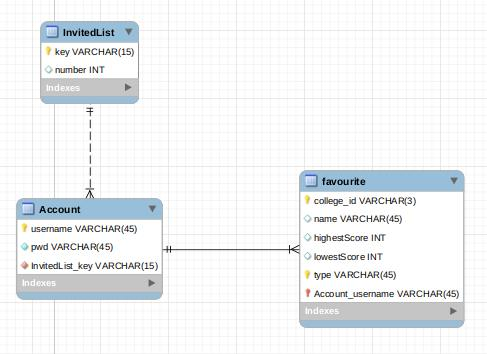 InvitedList
key VARCHAR(15)
number INT
Indexes
Account
username VARCHAR(45)
pwd VARCHAR(45)
InvitedList_key VARCHAR(15)
Indexes
favourite
college_id VARCHAR(3)
name VARCHAR(45)
highestScore INT
lowestScore INT
type VARCHAR(45)
Account_username VARCHAR(45)
Indexes